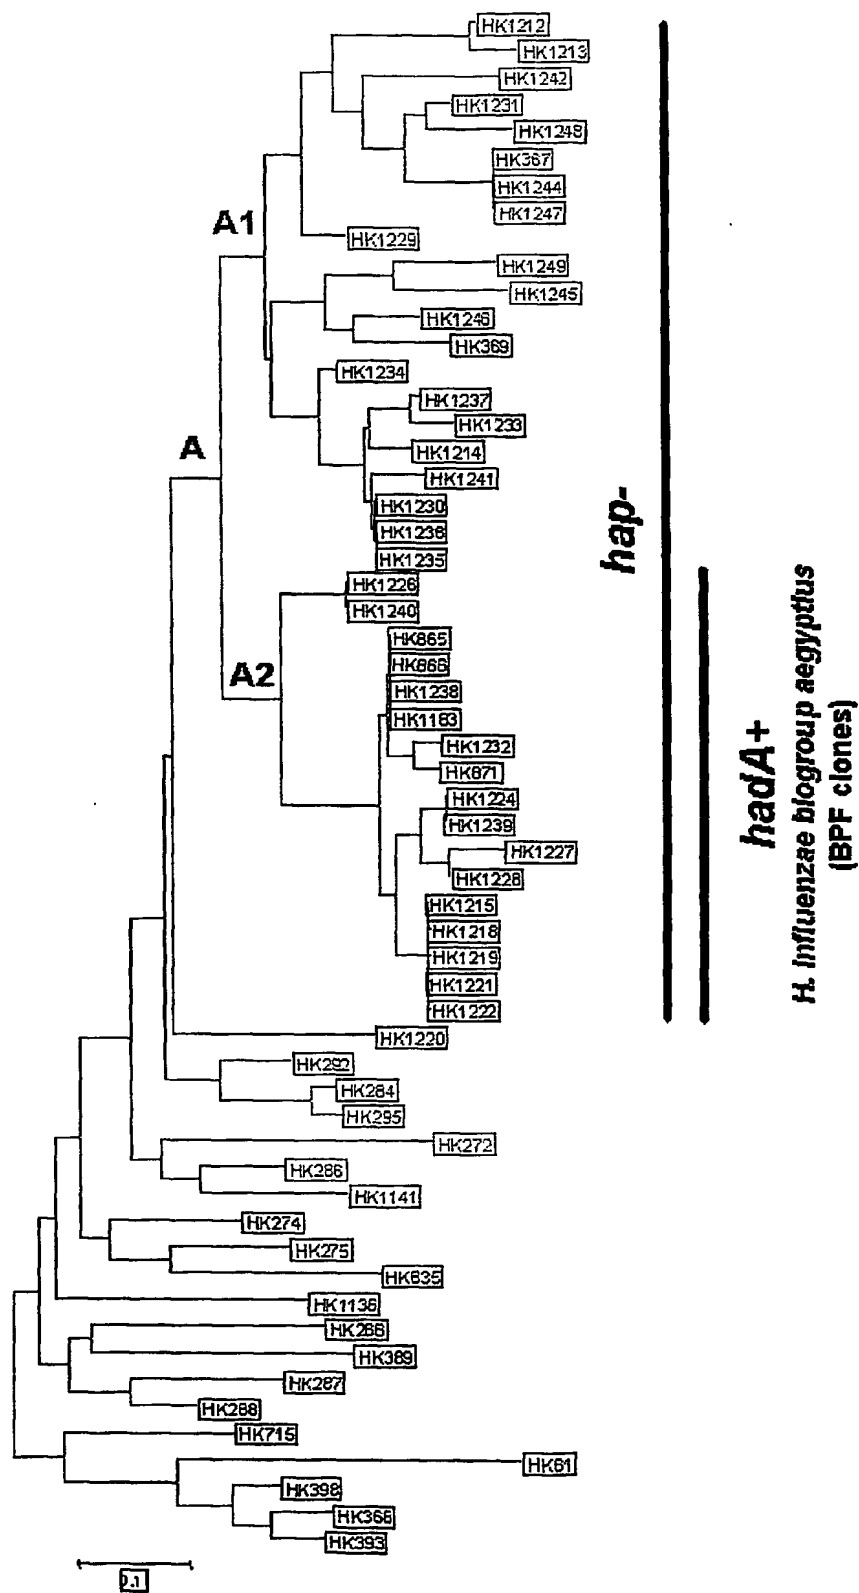 HK1212
HK1213
HK1242
HK1231
HK1248
HK367
HK1244
HK1247
A1
HK1229
HK1249
HK1245
HK1246
HK369
HK1234
HK1237
HK1233
HK1214
A
HK1241
HK1230
HK1236
HK1235
hap-
HK1226
HK1240
HK865
HK866
A2
HK1238
HK1183
HK1232
HK871
HK1224
HK1239
HK1227
HK1228
HK1215
HK1218
HK1219
HK1221
HK1222
hadA+
H. influenzae biogroup aegyptius
(BPF clones)
HK1220
HK292
HK284
HK295
HK272
HK286
HK1141
HK274
HK275
HK635
HK1136
HK266
HK389
HK287
HK288
HK715
HK61
HK398
HK366
HK393
0.1